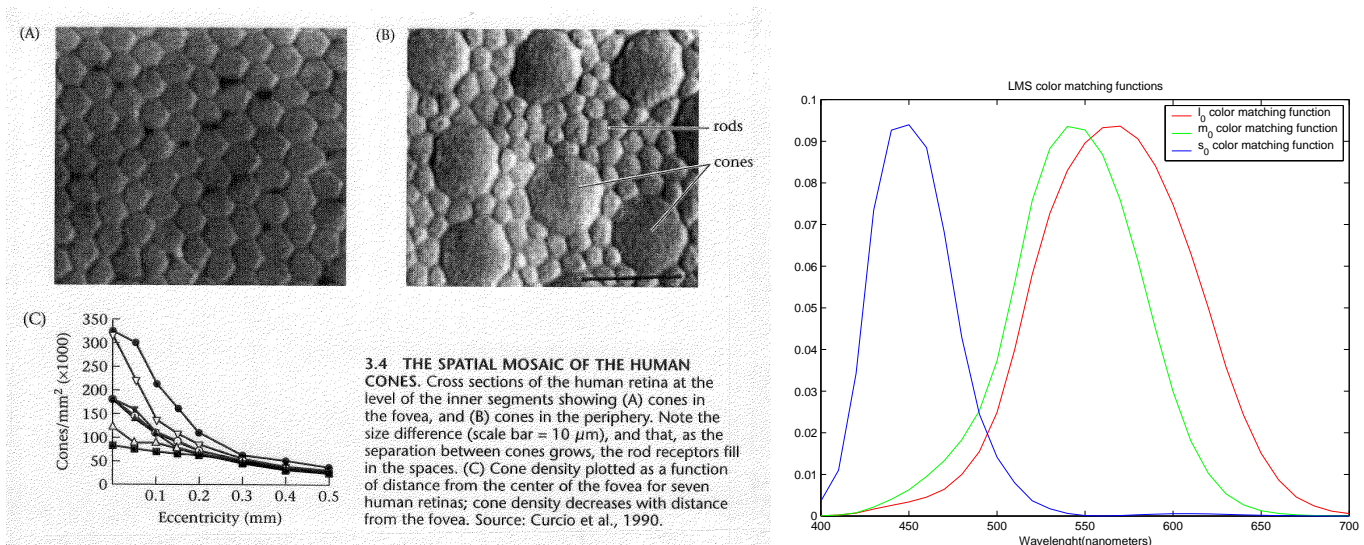 (A)
(B)
rods
cones
(C)
350
300
250
200
150
100
50
0
Cones/mm² (×1000)
0.1 0.2 0.3 0.4 0.5
Eccentricity (mm)
3.4 THE SPATIAL MOSAIC OF THE HUMAN
CONES. Cross sections of the human retina at the
level of the inner segments showing (A) cones in
the fovea, and (B) cones in the periphery. Note the
size difference (scale bar = 10 μm), and that, as the
separation between cones grows, the rod receptors fill
in the spaces. (C) Cone density plotted as a function
of distance from the center of the fovea for seven
human retinas; cone density decreases with distance
from the fovea. Source: Curcio et al., 1990.
LMS color matching functions
0.1
0.09
0.08
0.07
0.06
0.05
0.04
0.03
0.02
0.01
0
l₀ color matching function
m₀ color matching function
s₀ color matching function
400 450 500 550 600 650 700
Wavelenght(nanometers)